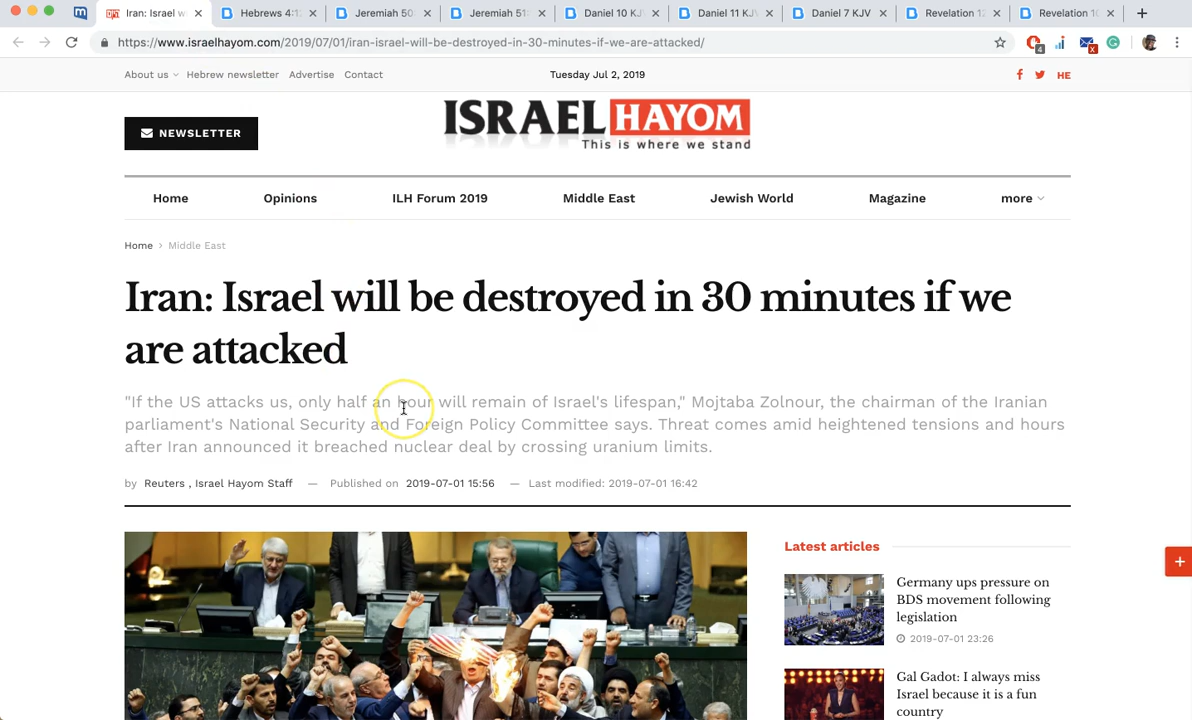 Iran: Israel w
Hebrews 4:1
Jeremiah 50
Jeremiah 51:
Daniel 10 KJ
Daniel 11 KJ
Daniel 7 KJV
Revelation 12
Revelation 1
https://www.israelhayom.com/2019/07/01/iran-israel-will-be-destroyed-in-30-minutes-if-we-are-attacked/
4
x
About us
Hebrew newsletter
Advertise
Contact
Tuesday Jul 2, 2019
HE
NEWSLETTER
ISRAEL HAYOM
This is where we stand
Home
Opinions
ILH Forum 2019
Middle East
Jewish World
Magazine
more
Home > Middle East
Iran: Israel will be destroyed in 30 minutes if we
are attacked
"If the US attacks us, only half an hour will remain of Israel's lifespan," Mojtaba Zolnour, the chairman of the Iranian
parliament's National Security and Foreign Policy Committee says. Threat comes amid heightened tensions and hours
after Iran announced it breached nuclear deal by crossing uranium limits.
by Reuters , Israel Hayom Staff — Published on 2019-07-01 15:56 — Last modified: 2019-07-01 16:42
Latest articles
Germany ups pressure on
BDS movement following
legislation
2019-07-01 23:26
Gal Gadot: I always miss
Israel because it is a fun
country